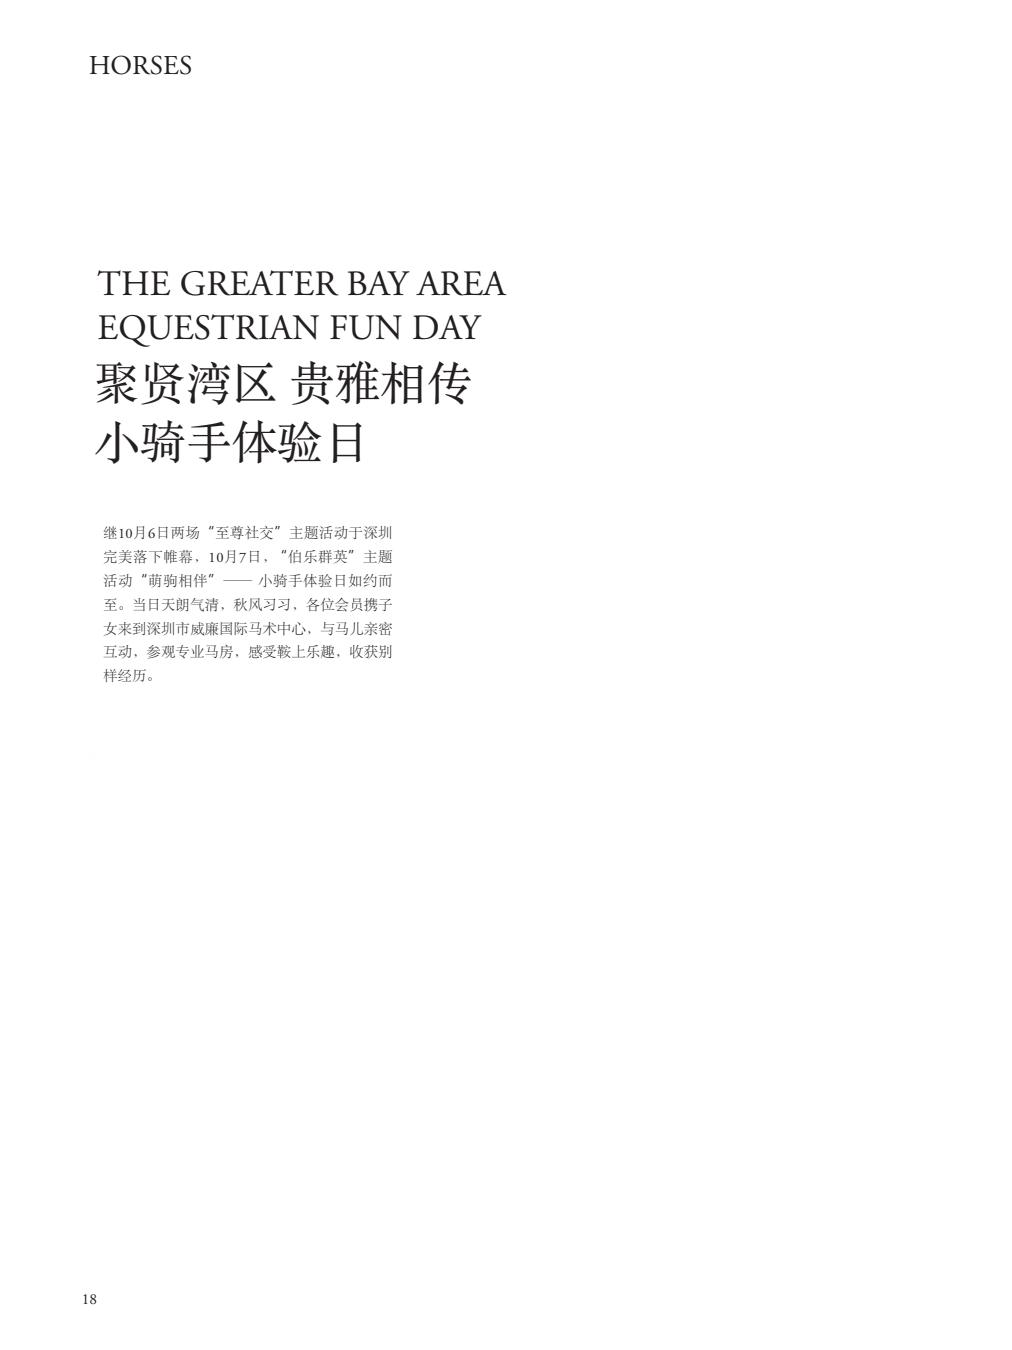 HORSES
THE GREATER BAY AREA
EQUESTRIAN FUN DAY
聚贤湾区 贵雅相传
小骑手体验日
继10月6日两场“至尊社交”主题活动于深圳
完美落下帷幕，10月7日，“伯乐群英”主题
活动“萌驹相伴”—— 小骑手体验日如约而
至。当日天朗气清，秋风习习，各位会员携子
女来到深圳市威廉国际马术中心，与马儿亲密
互动，参观专业马房，感受鞍上乐趣，收获别
样经历。
18